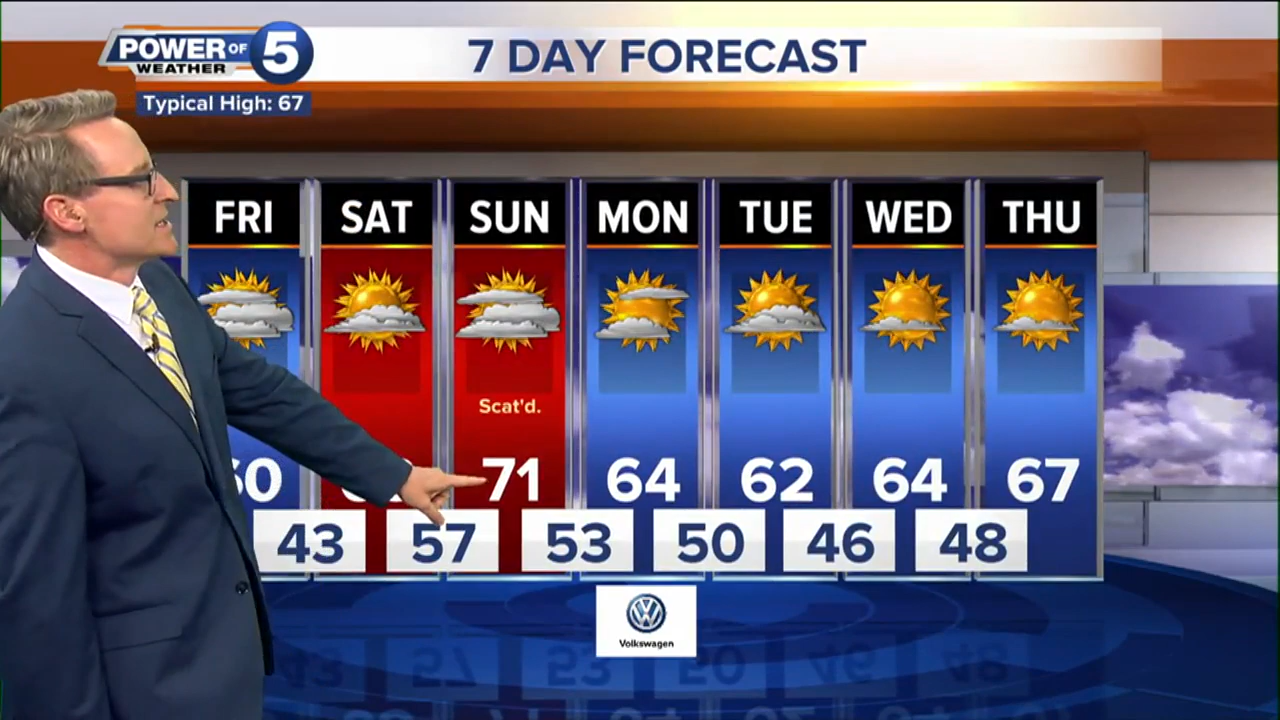 POWER OF 5
WEATHER
7 DAY FORECAST
Typical High: 67
FRI SAT SUN MON TUE WED THU
Scat'd.
60 71 64 62 64 67
43 57 53 50 46 48
Volkswagen